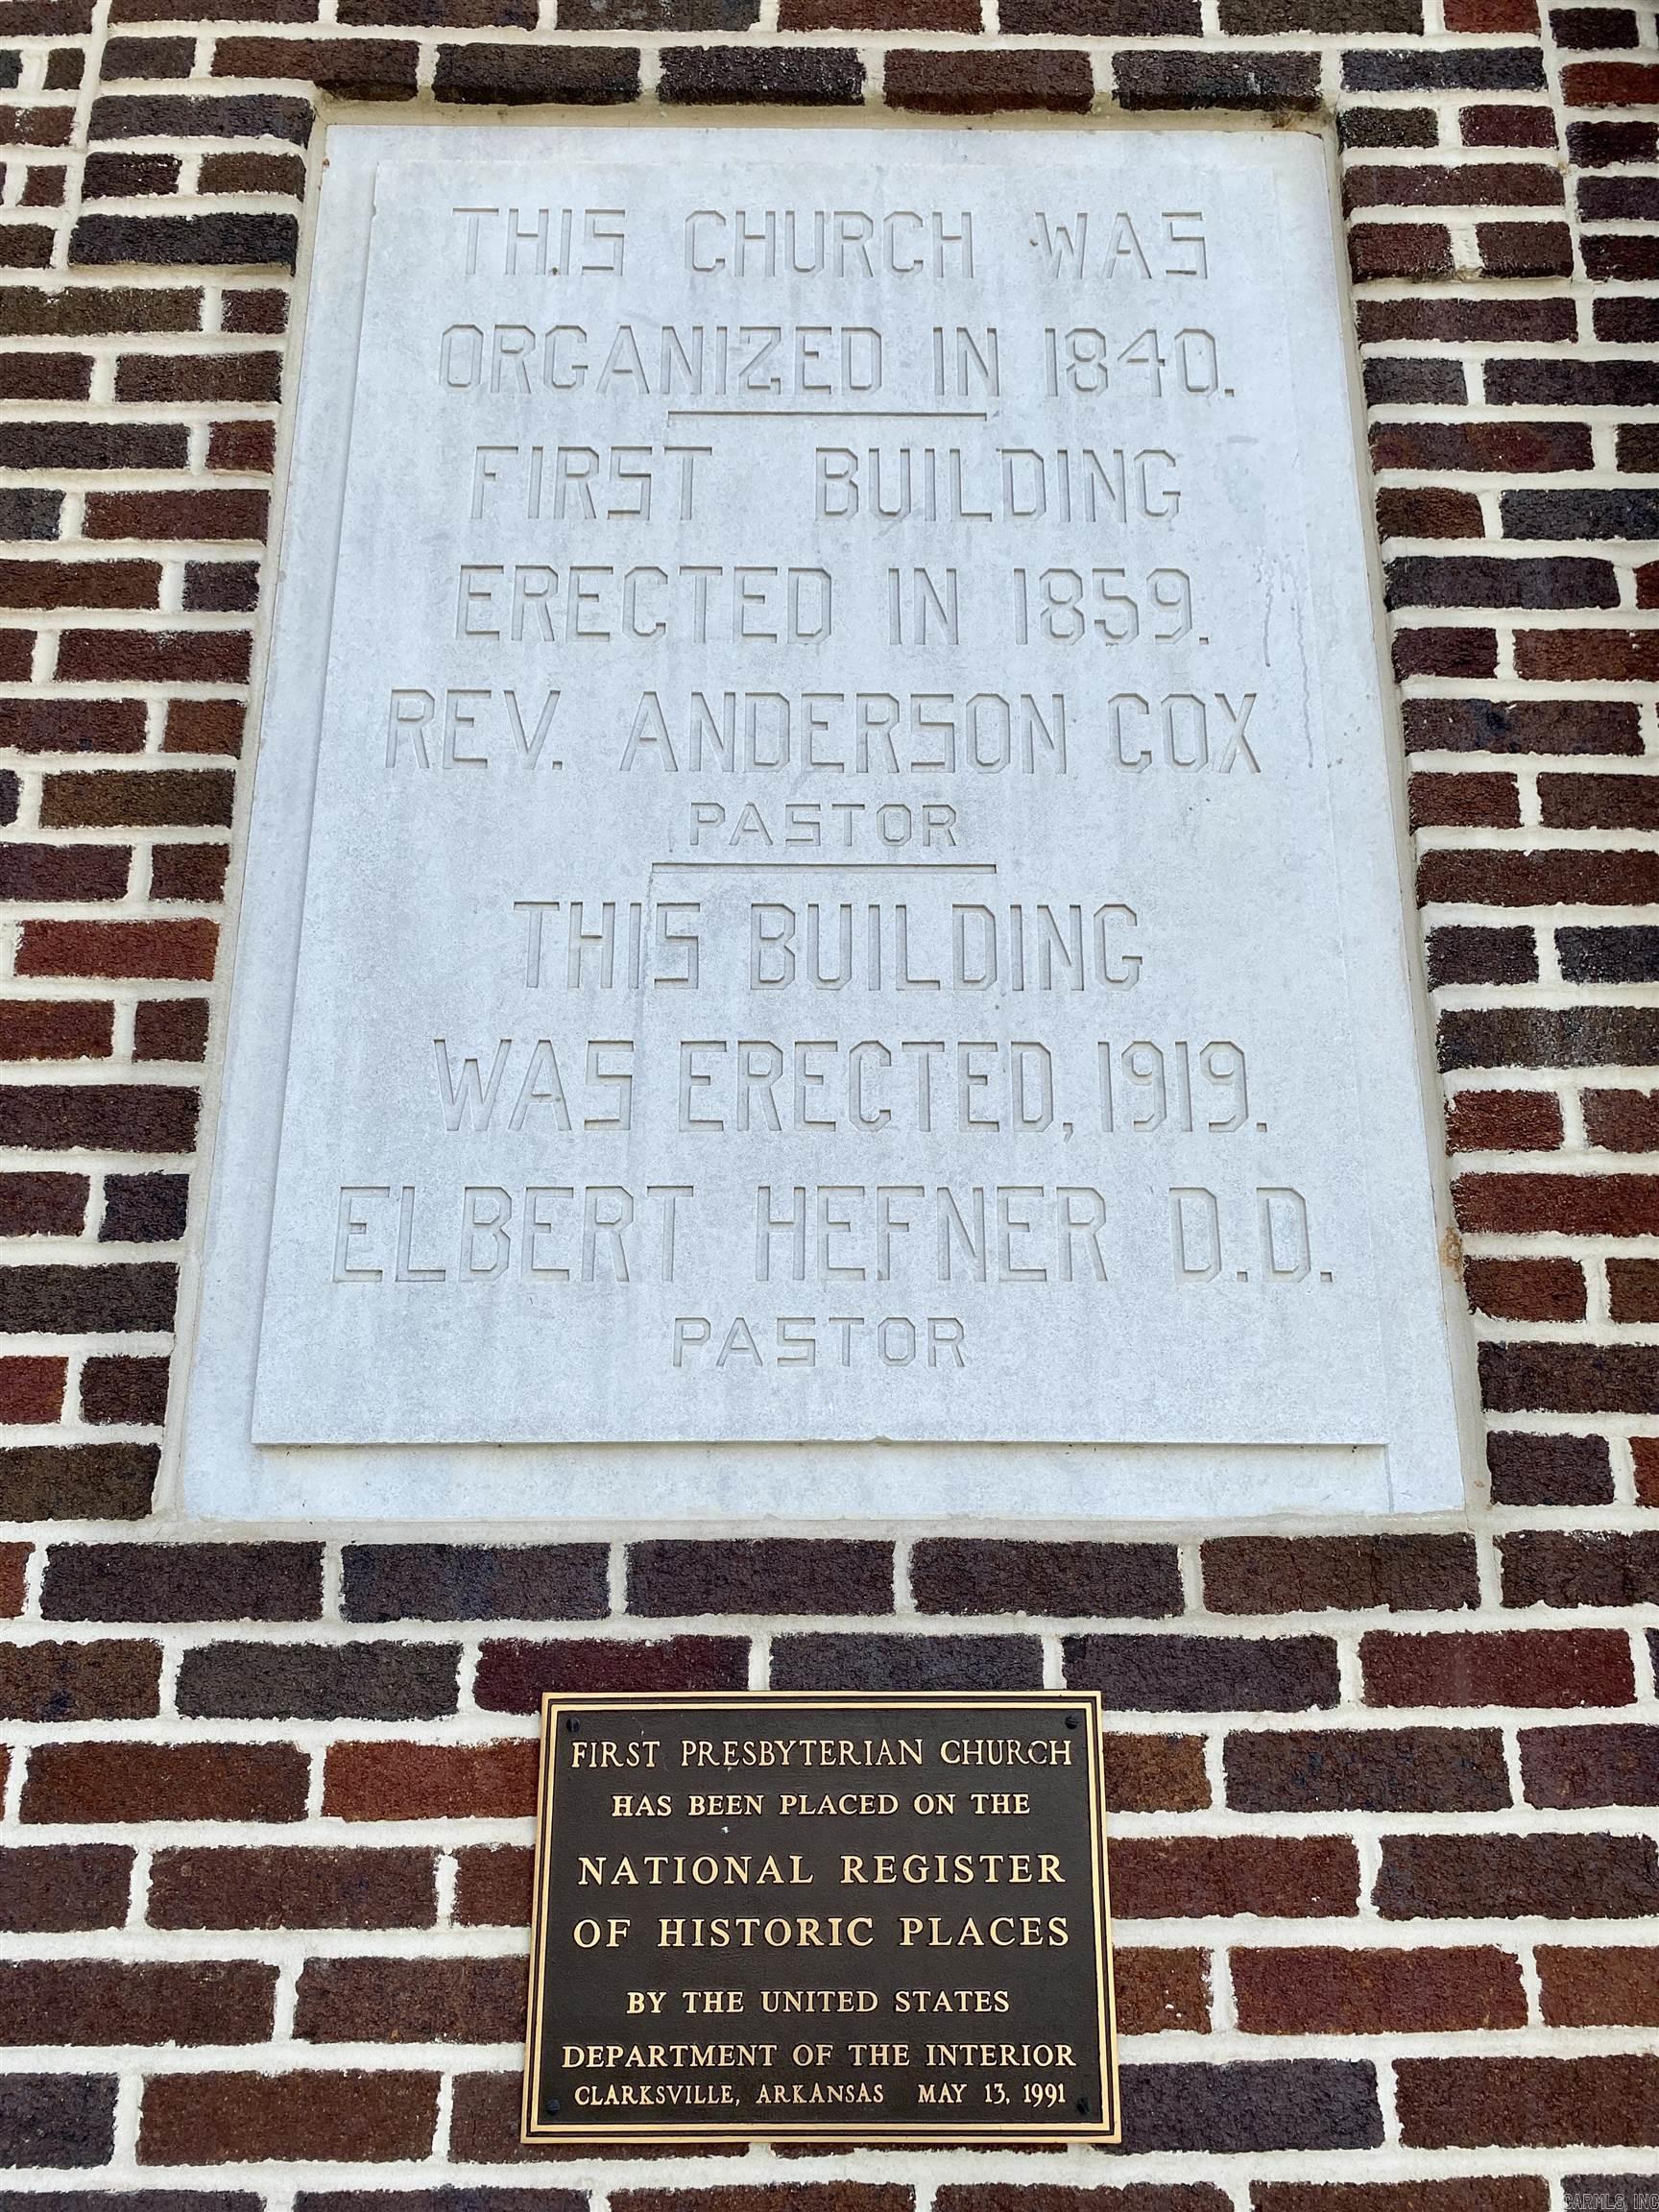 THIS CHURCH WAS
ORGANIZED IN 1840.
FIRST BUILDING
ERECTED IN 1859.
REV. ANDERSON COX
PASTOR
THIS BUILDING
WAS ERECTED, 1919.
ELBERT HEFNER D.D.
PASTOR
FIRST PRESBYTERIAN CHURCH
HAS BEEN PLACED ON THE
NATIONAL REGISTER
OF HISTORIC PLACES
BY THE UNITED STATES
DEPARTMENT OF THE INTERIOR
CLARKSVILLE, ARKANSAS MAY 13, 1991
CARMLS, INC